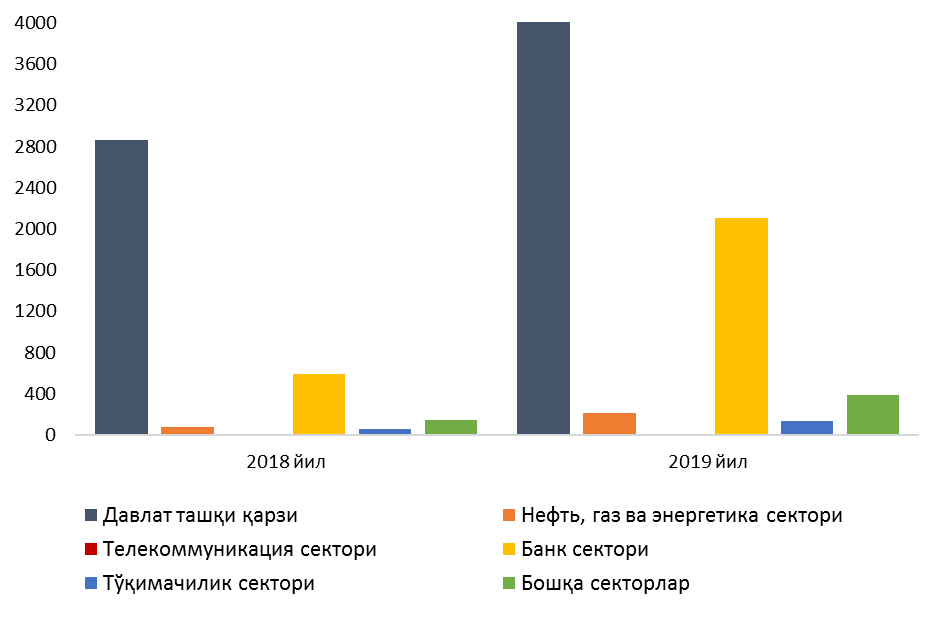 4000
3600
3200
2800
2400
2000
1600
1200
800
400
0
2018 йил 2019 йил
Давлат ташқи қарзи Нефть, газ ва энергетика сектори
Телекоммуникация сектори Банк сектори
Тўқимачилик сектори Бошқа секторлар